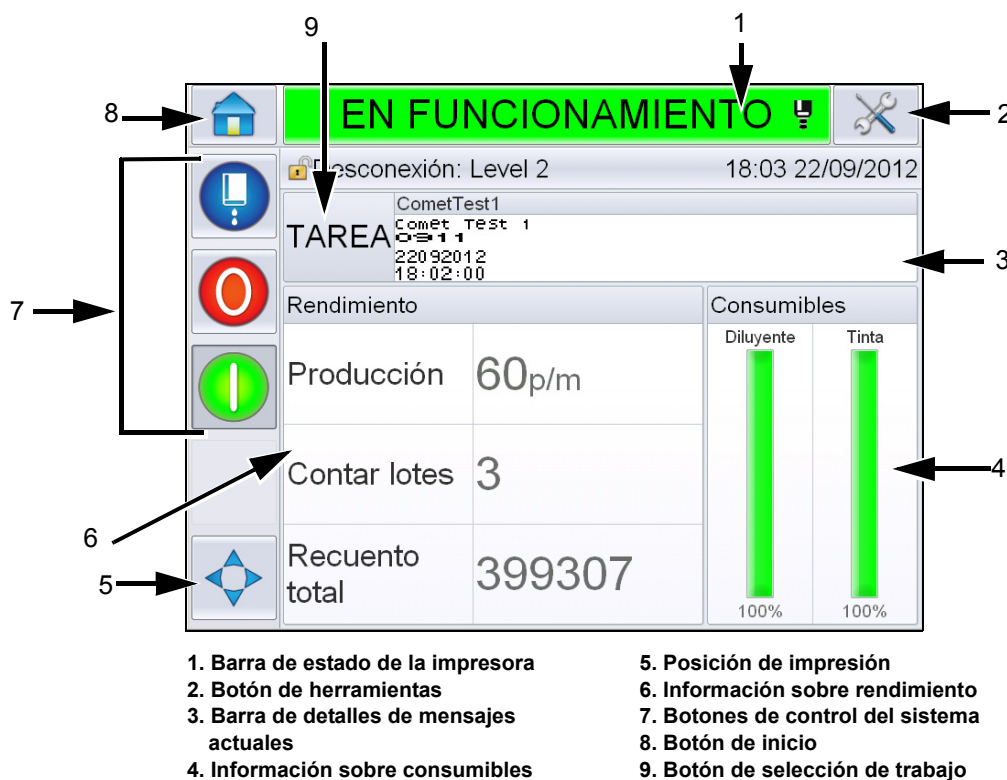 9
1
8
EN FUNCIONAMIENTO
2
Desconexión: Level 2
18:03 22/09/2012
CometTest1
TAREA
Comet Test 1
0911
22092012
18:02:00
3
7
Rendimiento
Consumibles
Diluyente
Tinta
Producción
60p/m
Contar lotes
3
4
6
Recuento
total
399307
5
100%
100%
1. Barra de estado de la impresora
2. Botón de herramientas
3. Barra de detalles de mensajes
actuales
4. Información sobre consumibles
5. Posición de impresión
6. Información sobre rendimiento
7. Botones de control del sistema
8. Botón de inicio
9. Botón de selección de trabajo